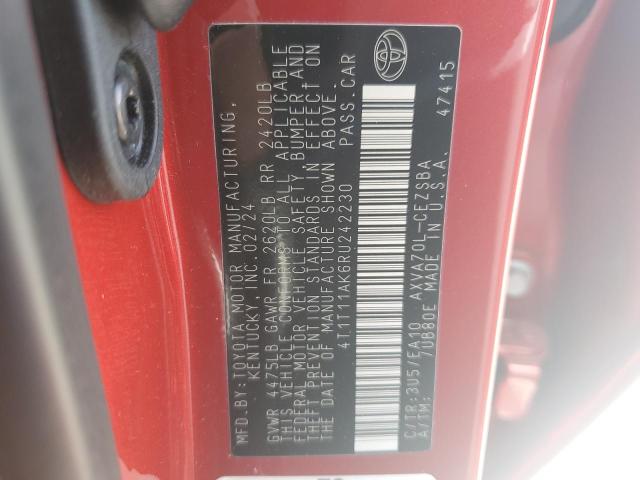 MFD.BY:TOYOTA MOTOR MANUFACTURING,
KENTUCKY,INC.02/24
GVWR 4475LB GAWR FR 2620LB RR 2420LB
THIS VEHICLE CONFORMS TO ALL APPLICABLE
FEDERAL MOTOR VEHICLE SAFETY BUMPER AND
THEFT PREVENTION STANDARDS IN EFFECT ON
THE DATE OF MANUFACTURE SHOWN ABOVE.
4T1T11AK6RU242230 PASS.CAR
C/TR:3U5/EA10 AXVA70L-CEZSBA
A/TM: 7UB80E MADE IN U.S.A. 47415